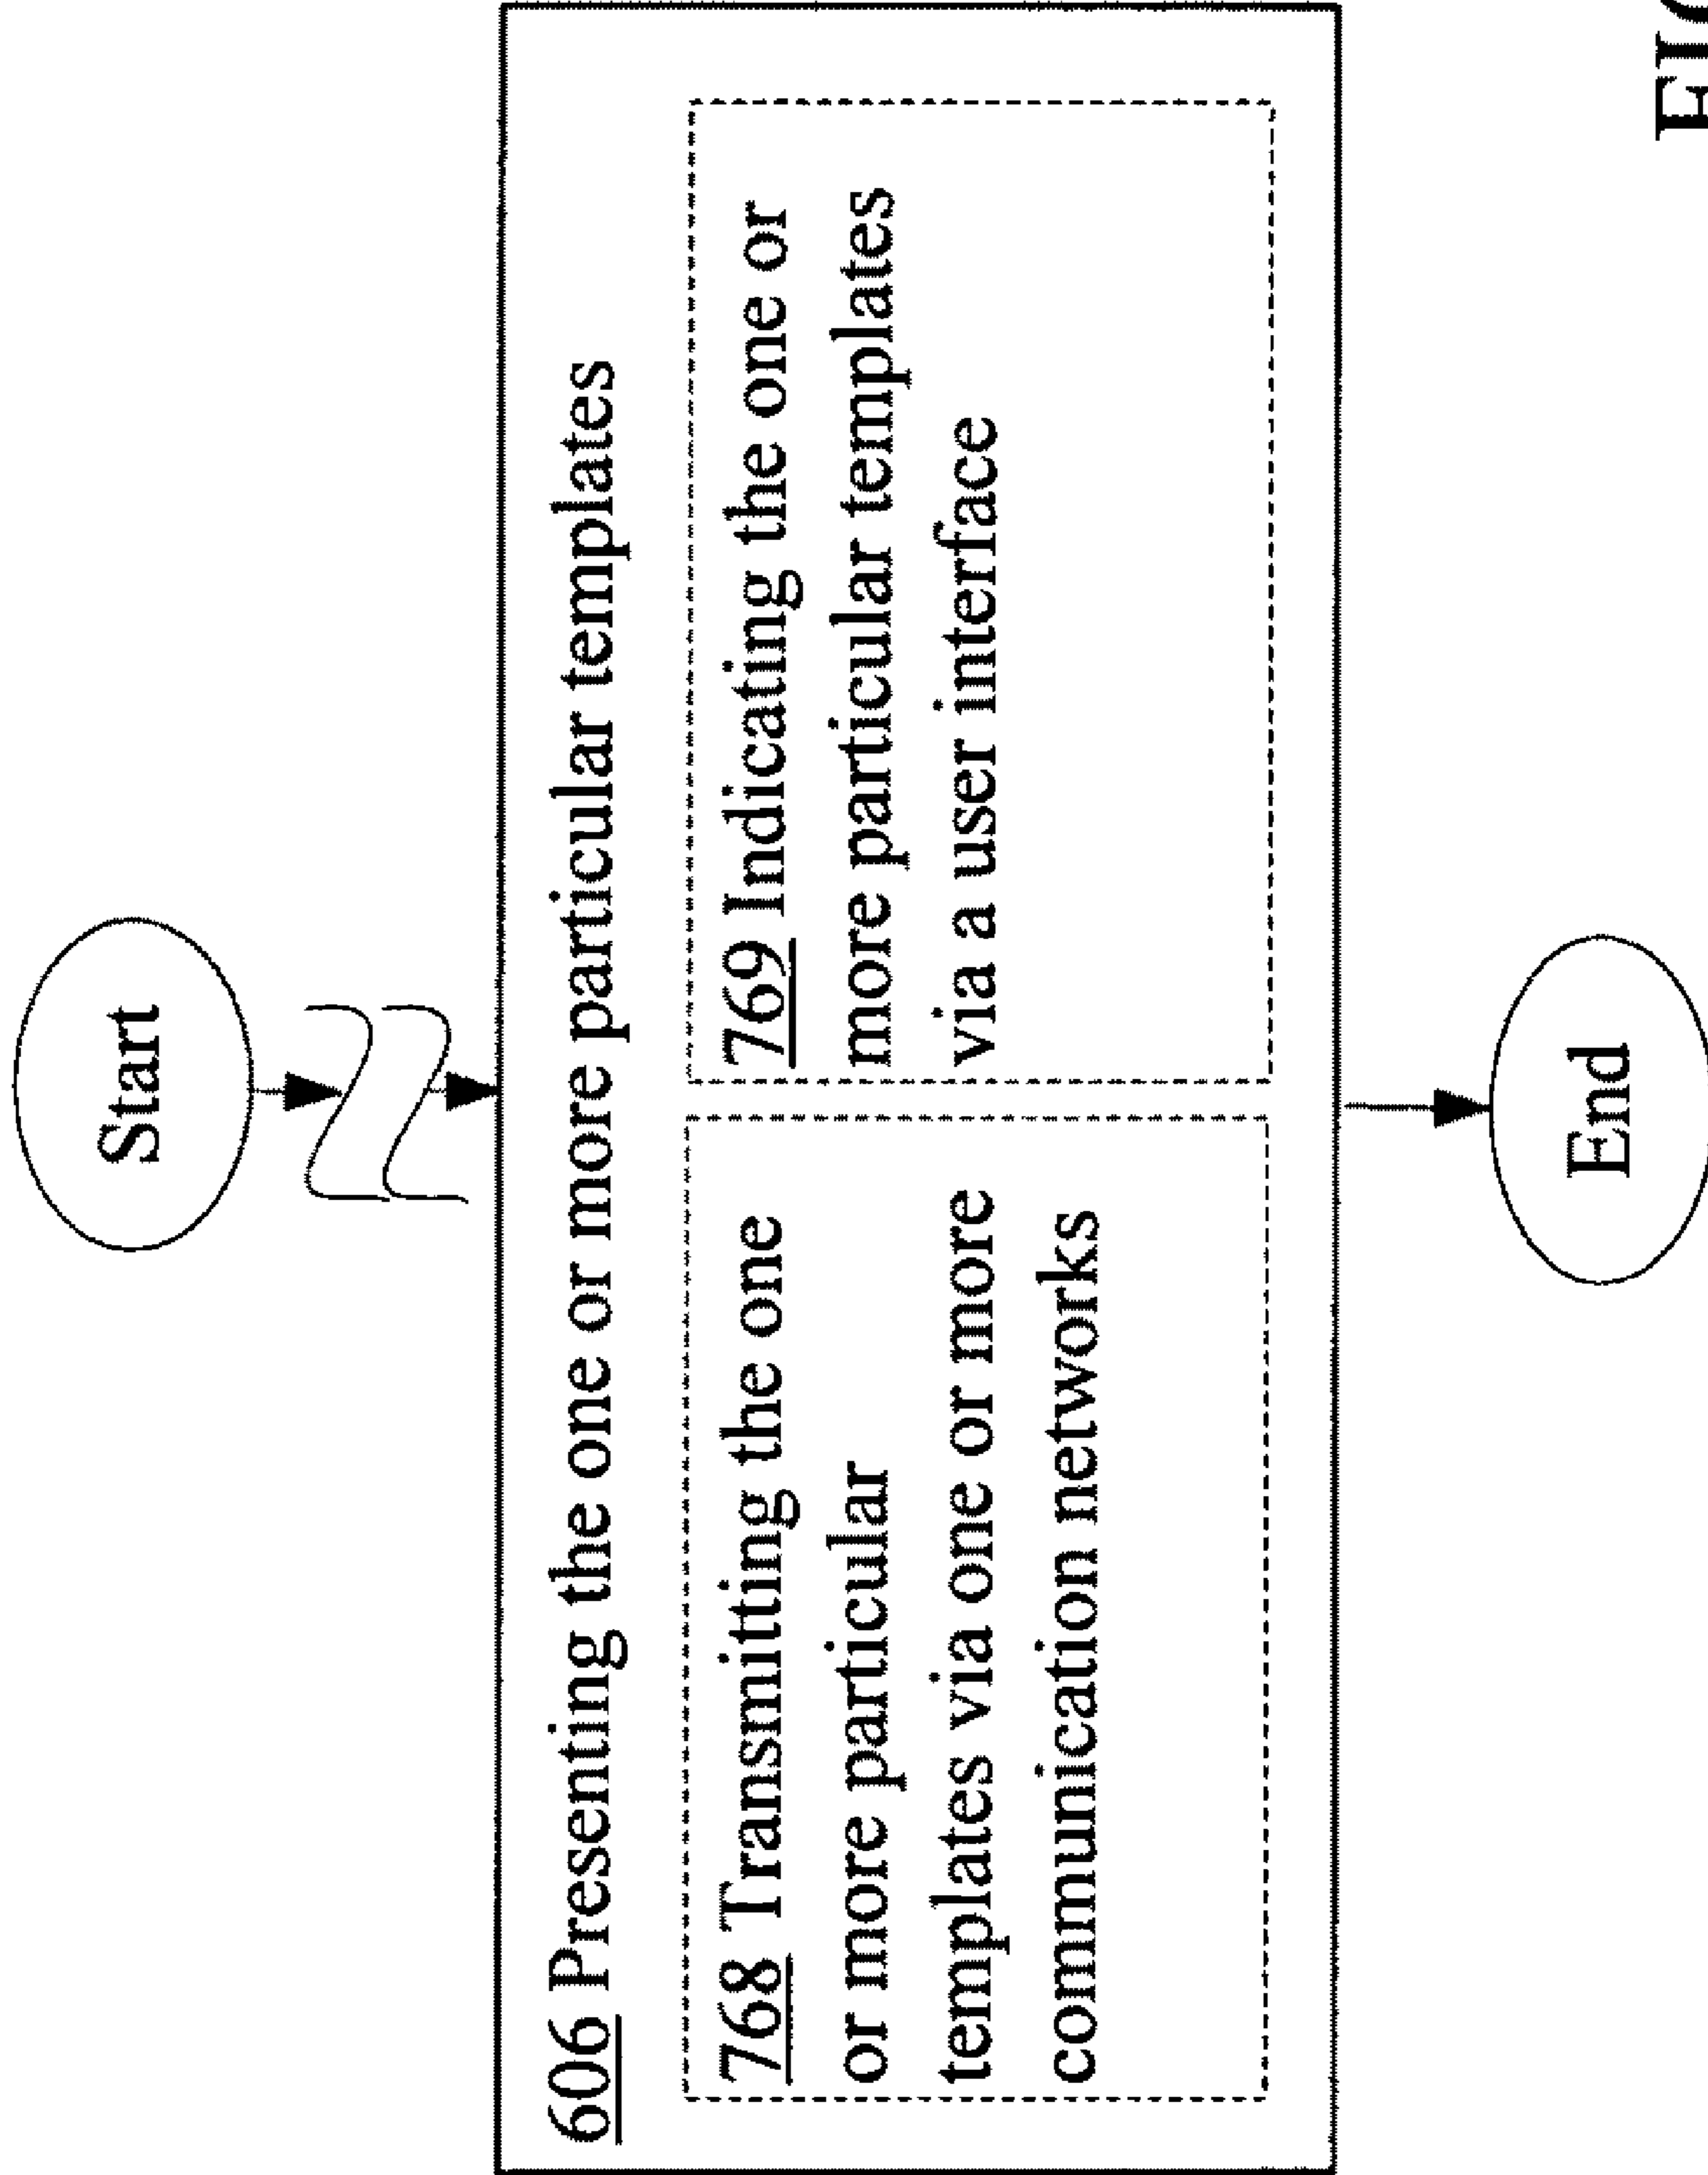 Start
606 Presenting the one or more particular templates
768 Transmitting the one
or more particular
templates via one or more
communication networks
769 Indicating the one or
more particular templates
via a user interface
End